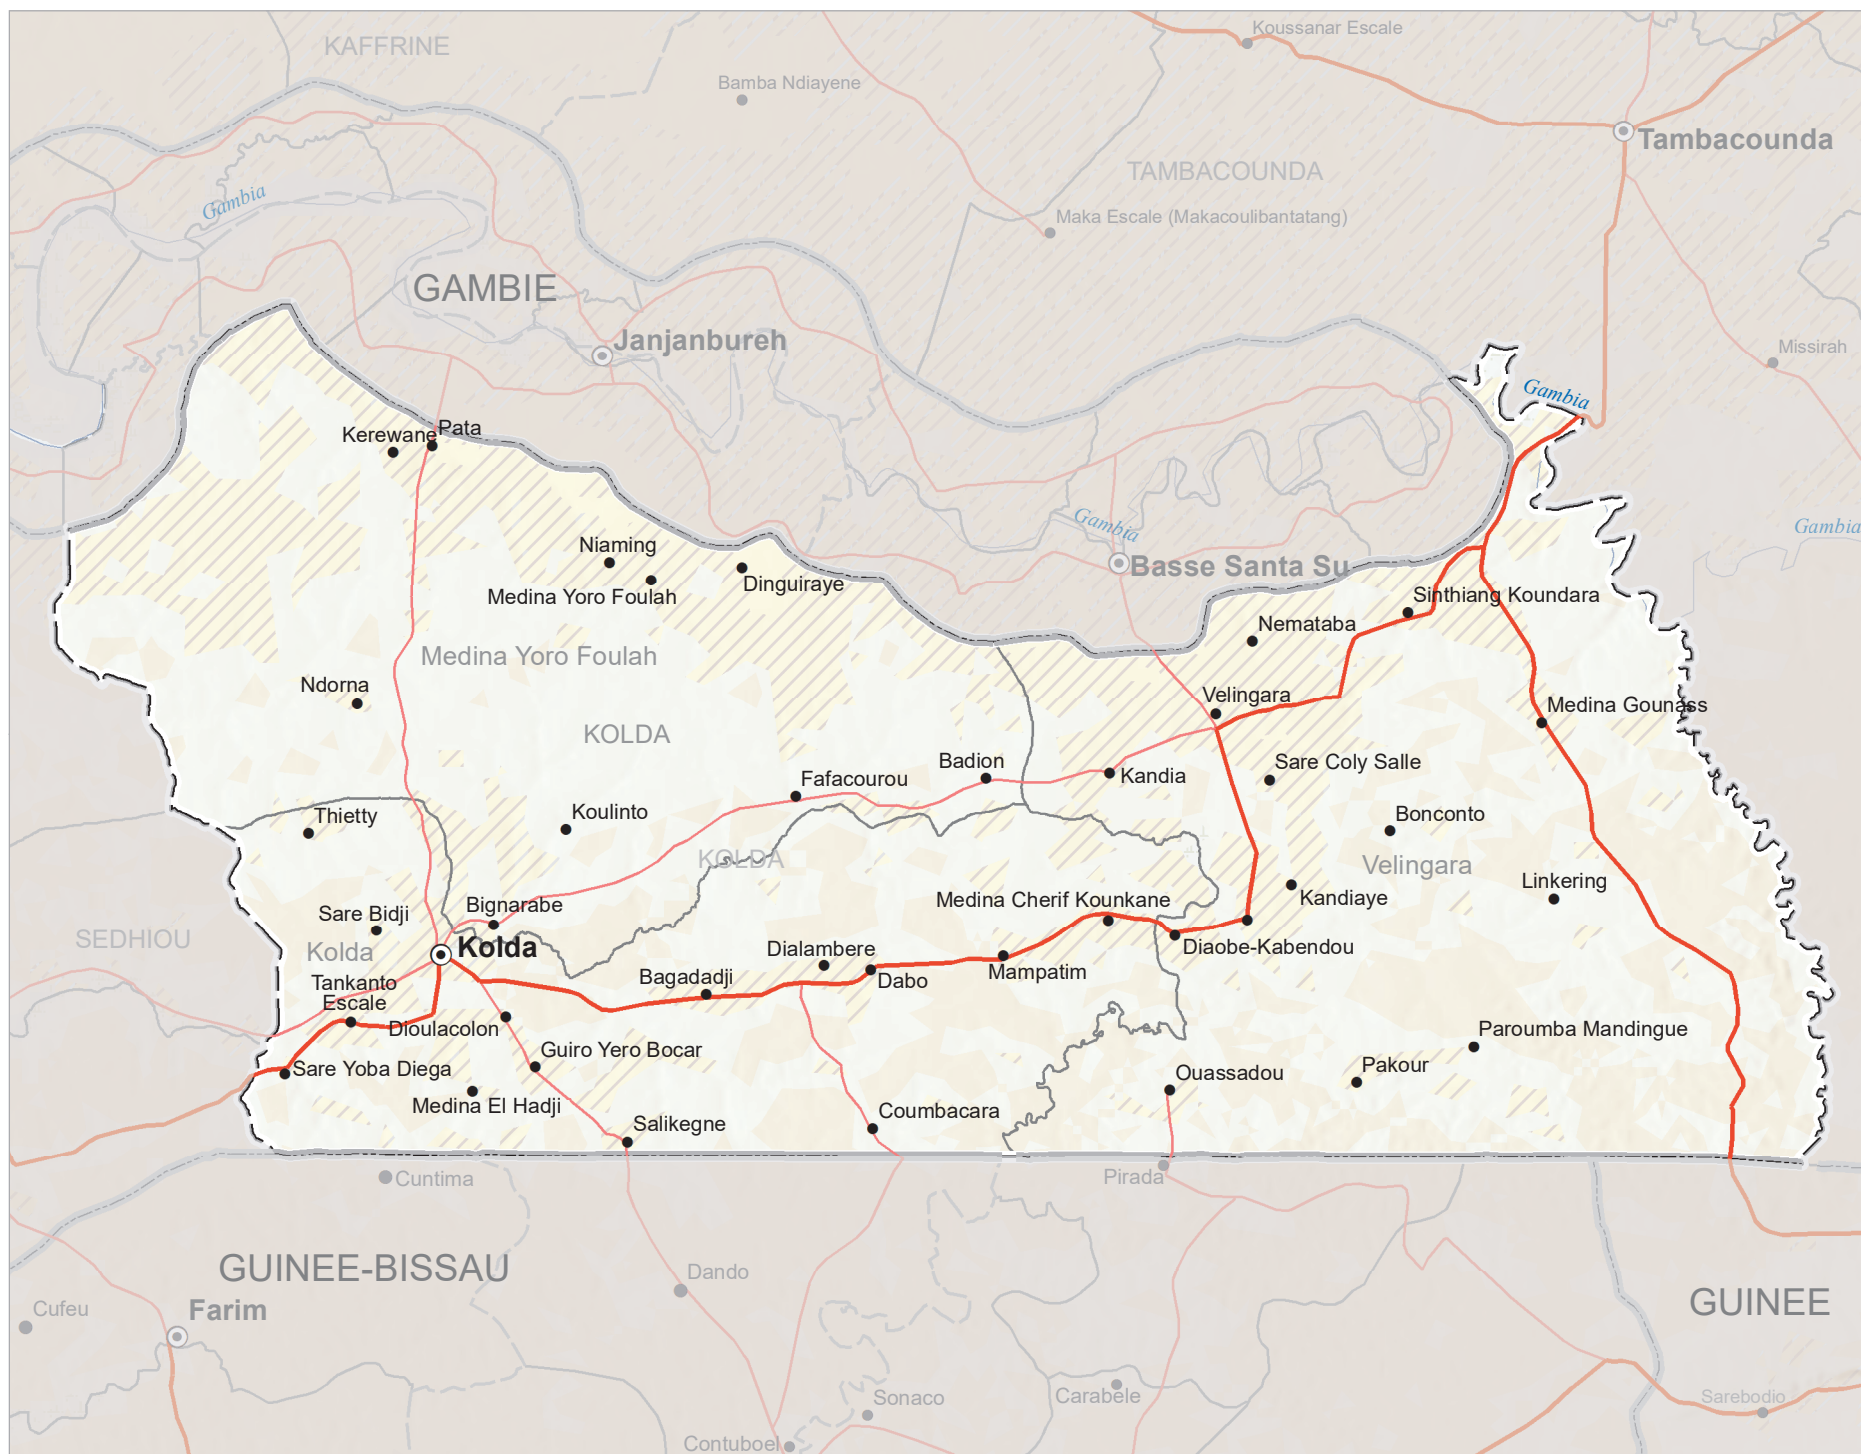 Koussanar Escale
KAFFRINE
Bamba Ndiayene
Tambacounda
TAMBACOUNDA
Gambia
Maka Escale (Makacoulibantatang)
GAMBIE
Janjanbureh
Missirah
Gambia
Pata
Kerewane
Gambia
Gambia
Niaming
Basse Santa Su
Dinguiraye
Medina Yoro Foulah
Sinthiang Koundara
Nemataba
Medina Yoro Foulah
Ndorna
Velingara
Medina Gounass
KOLDA
Badion
Sare Coly Salle
Fafacourou
Kandia
Koulinto
Thietty
Bonconto
KOLDA
Velingara
Linkering
Medina Cherif Kounkane
Kandiaye
Bignarabe
Sare Bidji
SEDHIOU
Kolda
Kolda
Dialambere
Diaobe-Kabendou
Mampatim
Bagadadji
Dabo
Tankanto
Escale
Dioulacolon
Paroumba Mandingue
Guiro Yero Bocar
Sare Yoba Diega
Pakour
Ouassadou
Medina El Hadji
Coumbacara
Salikegne
Cuntima
Pirada
GUINEE-BISSAU
Dando
GUINEE
Cufeu
Farim
Carabele
Sonaco
Sarebodio
Contuboel